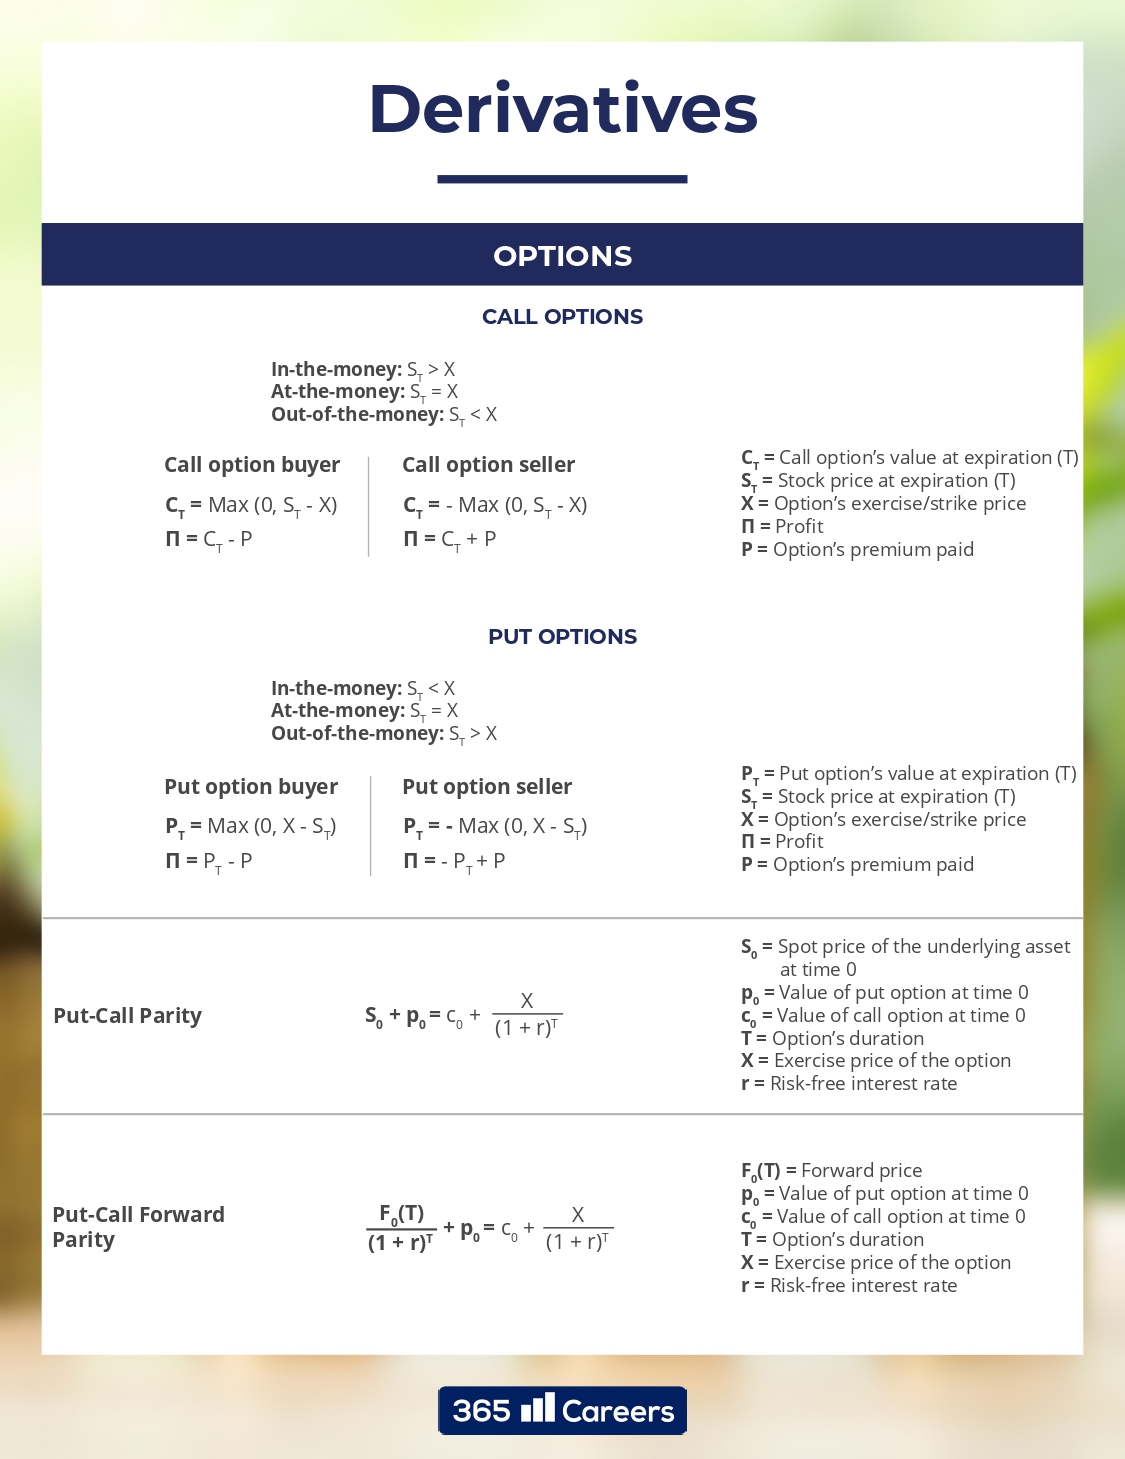 Derivatives
OPTIONS
CALL OPTIONS
In-the-money: S_T > X
At-the-money: S_T = X
Out-of-the-money: S_T < X
Call option buyer
C_T = Max (0, S_T - X)
Π = C_T - P
Call option seller
C_T = - Max (0, S_T - X)
Π = C_T + P
C_T = Call option’s value at expiration (T)
S_T = Stock price at expiration (T)
X = Option’s exercise/strike price
Π = Profit
P = Option’s premium paid
PUT OPTIONS
In-the-money: S_T < X
At-the-money: S_T = X
Out-of-the-money: S_T > X
Put option buyer
P_T = Max (0, X - S_T)
Π = P_T - P
Put option seller
P_T = - Max (0, X - S_T)
Π = - P_T + P
P_T = Put option’s value at expiration (T)
S_T = Stock price at expiration (T)
X = Option’s exercise/strike price
Π = Profit
P = Option’s premium paid
Put-Call Parity
S_0 + p_0 = c_0 + X / (1 + r)^T
S_0 = Spot price of the underlying asset
at time 0
p_0 = Value of put option at time 0
c_0 = Value of call option at time 0
T = Option’s duration
X = Exercise price of the option
r = Risk-free interest rate
Put-Call Forward
Parity
F_0(T) / (1 + r)^T + p_0 = c_0 + X / (1 + r)^T
F_0(T) = Forward price
p_0 = Value of put option at time 0
c_0 = Value of call option at time 0
T = Option’s duration
X = Exercise price of the option
r = Risk-free interest rate
365 Careers